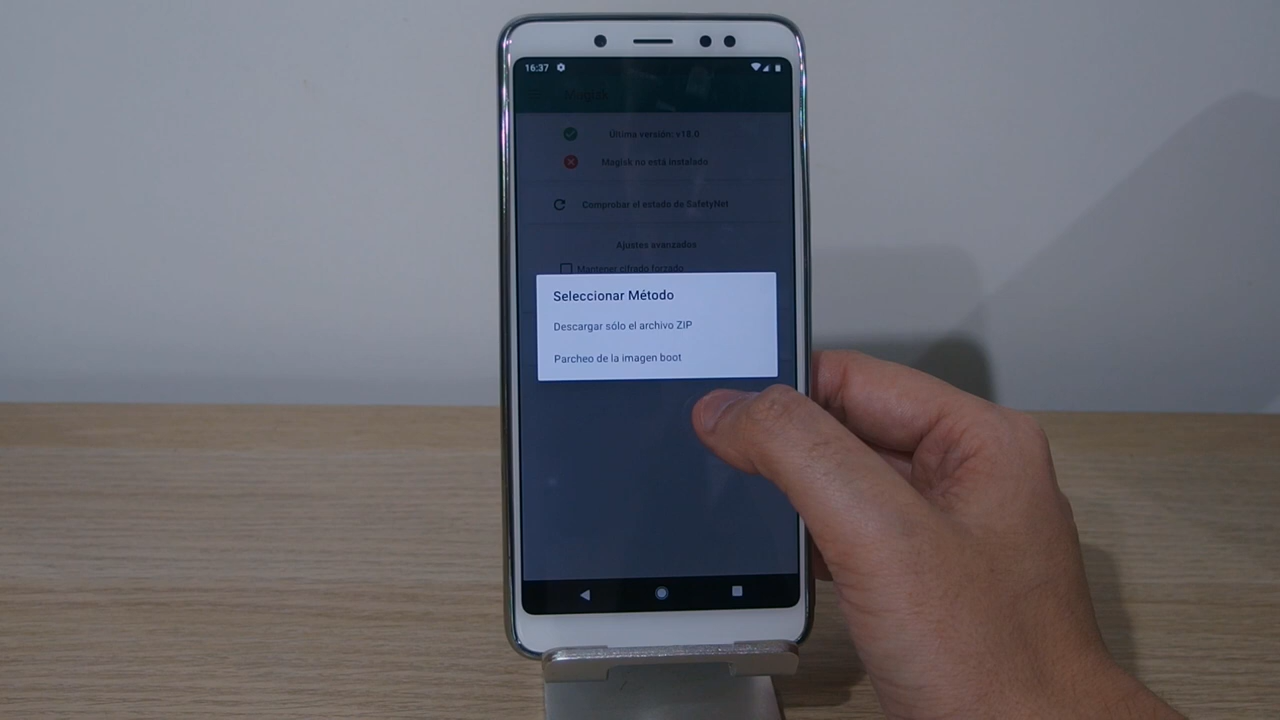 16:37
Magisk
Última versión: v18.0
Magisk no está instalado
Comprobar el estado de SafetyNet
Ajustes avanzados
Mantener cifrado forzado
Seleccionar Método
Descargar sólo el archivo ZIP
Parcheo de la imagen boot